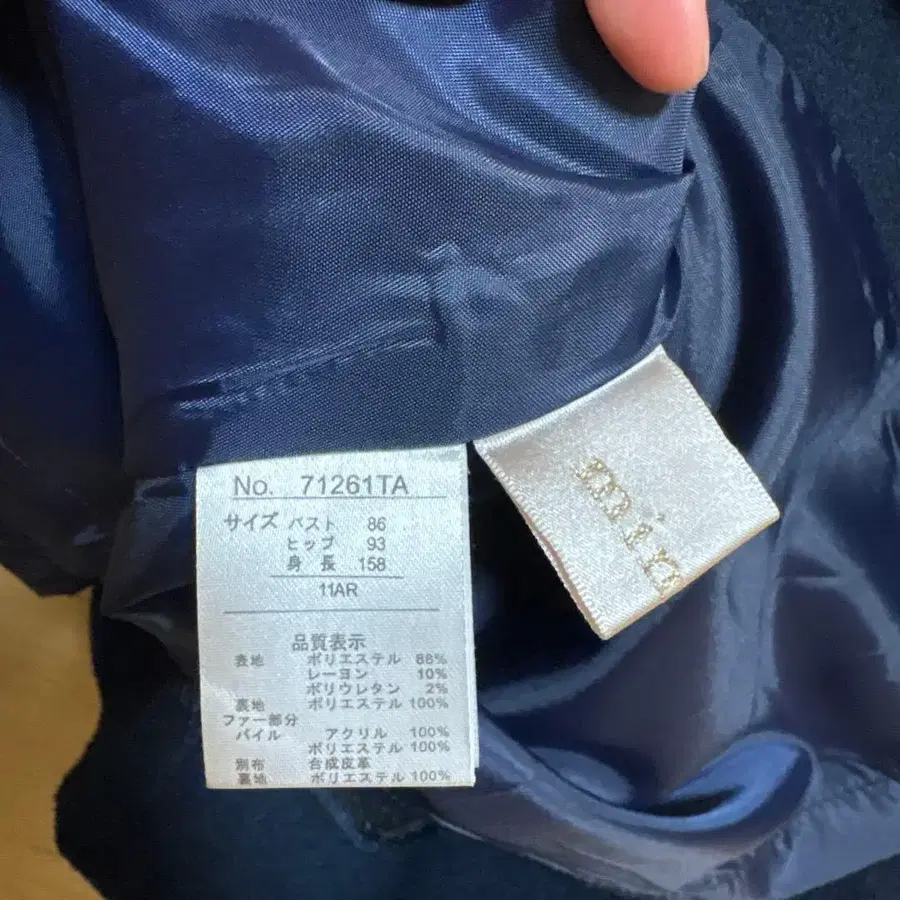 No. 71261TA
サイズ バスト 86
ヒップ 93
身長 158
11AR
品質表示
表地 ポリエステル 88%
レーヨン 10%
ポリウレタン 2%
裏地 ポリエステル 100%
ファー部分
パイル アクリル 100%
ポリエステル 100%
別布 合成皮革
裏地 ポリエステル 100%